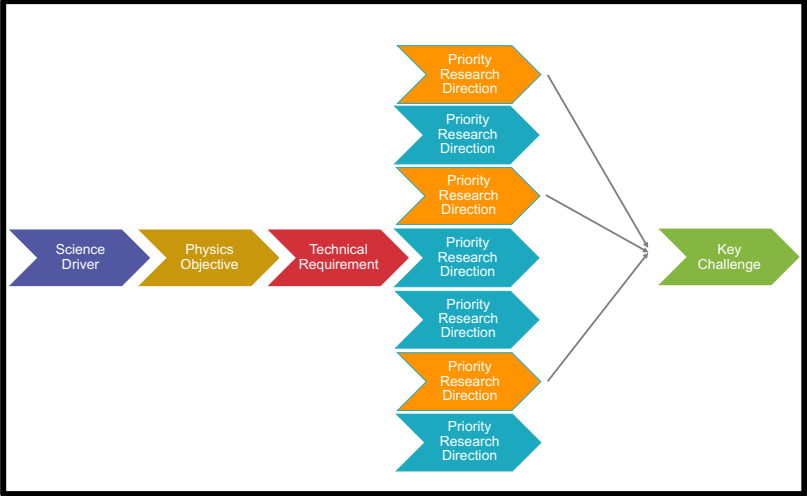 Priority
Research
Direction
Priority
Research
Direction
Priority
Research
Direction
Science
Driver
Physics
Objective
Technical
Requirement
Priority
Research
Direction
Key
Challenge
Priority
Research
Direction
Priority
Research
Direction
Priority
Research
Direction